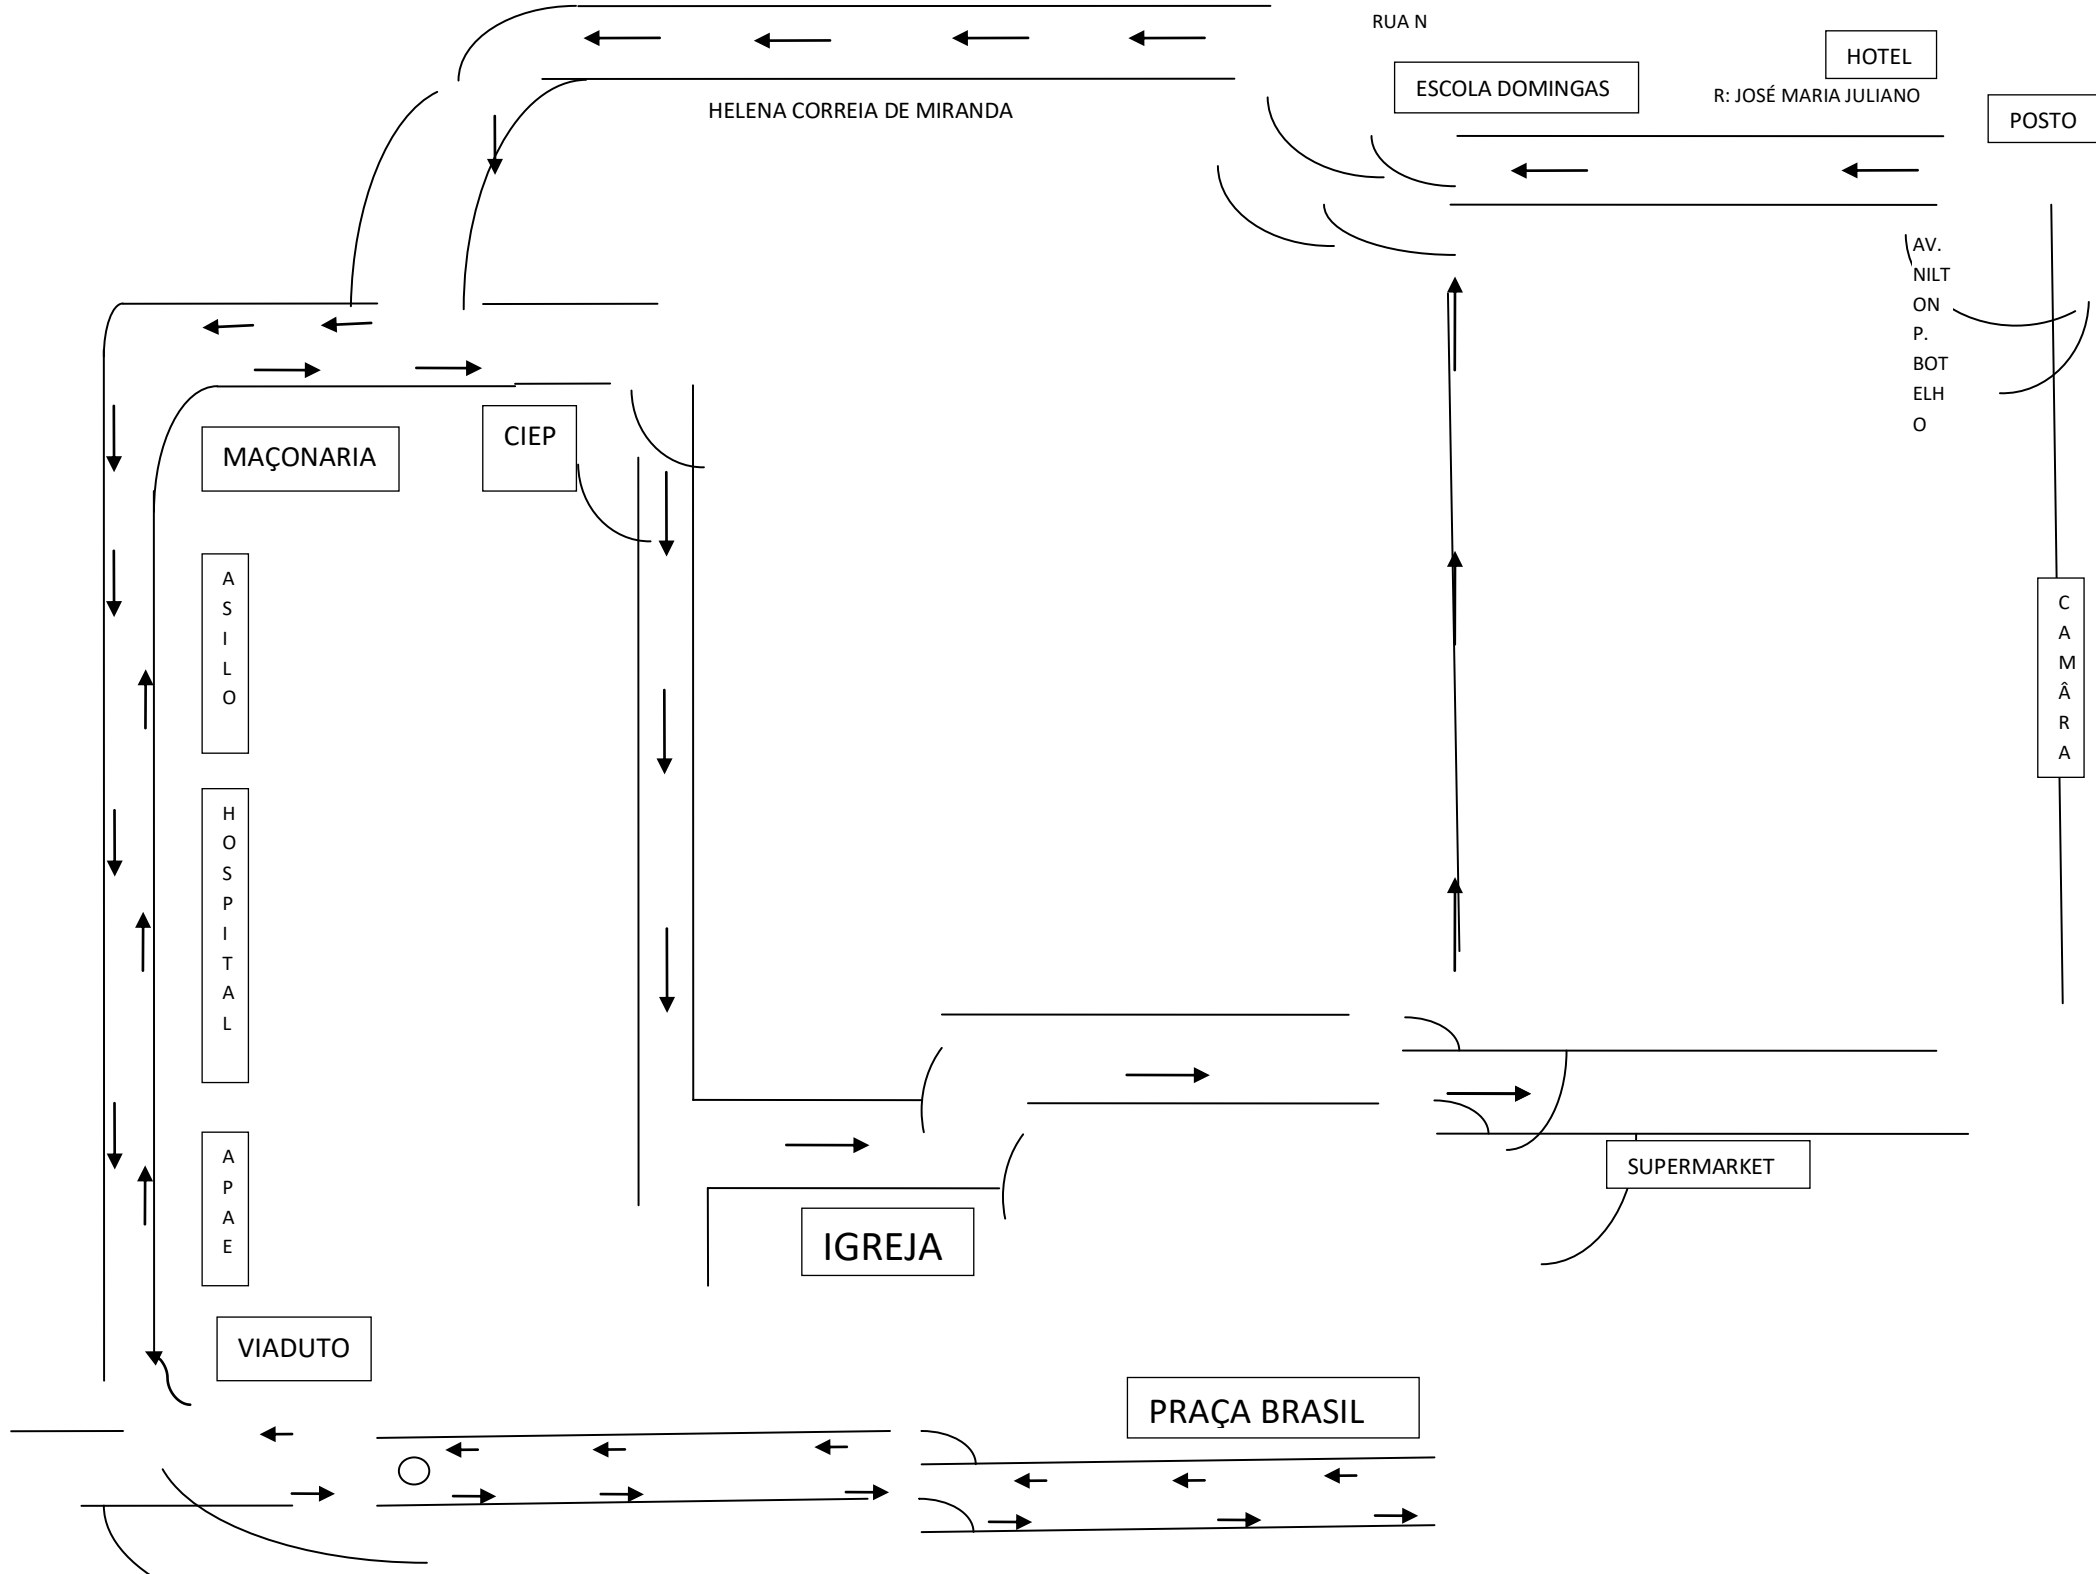 RUA N
HOTEL
ESCOLA DOMINGAS
R: JOSÉ MARIA JULIANO
POSTO
HELENA CORREIA DE MIRANDA
AV.
NILT
ON
P.
BOT
ELH
O
MAÇONARIA
CIEP
A
S
I
L
O
C
A
M
Â
R
A
H
O
S
P
I
T
A
L
A
P
A
E
SUPERMARKET
IGREJA
VIADUTO
PRAÇA BRASIL